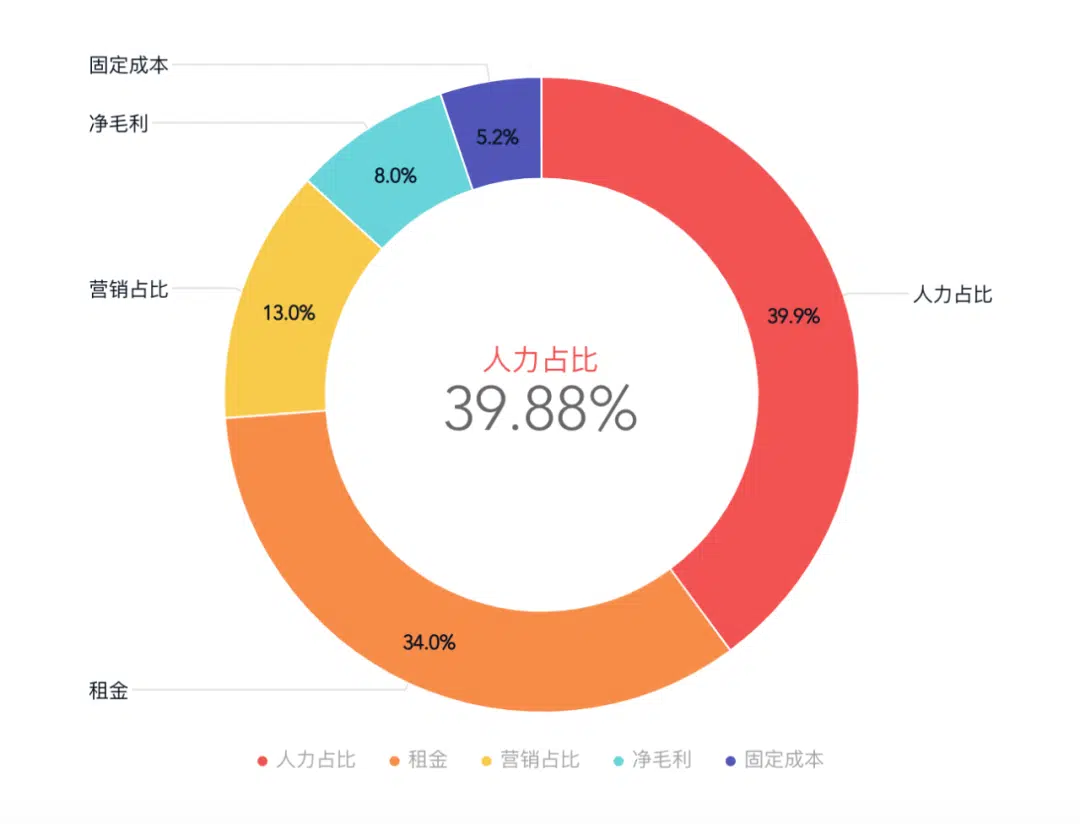 固定成本
净毛利
5.2%
8.0%
营销占比
人力占比
13.0%
39.9%
人力占比
39.88%
34.0%
租金
人力占比 租金 营销占比 净毛利 固定成本